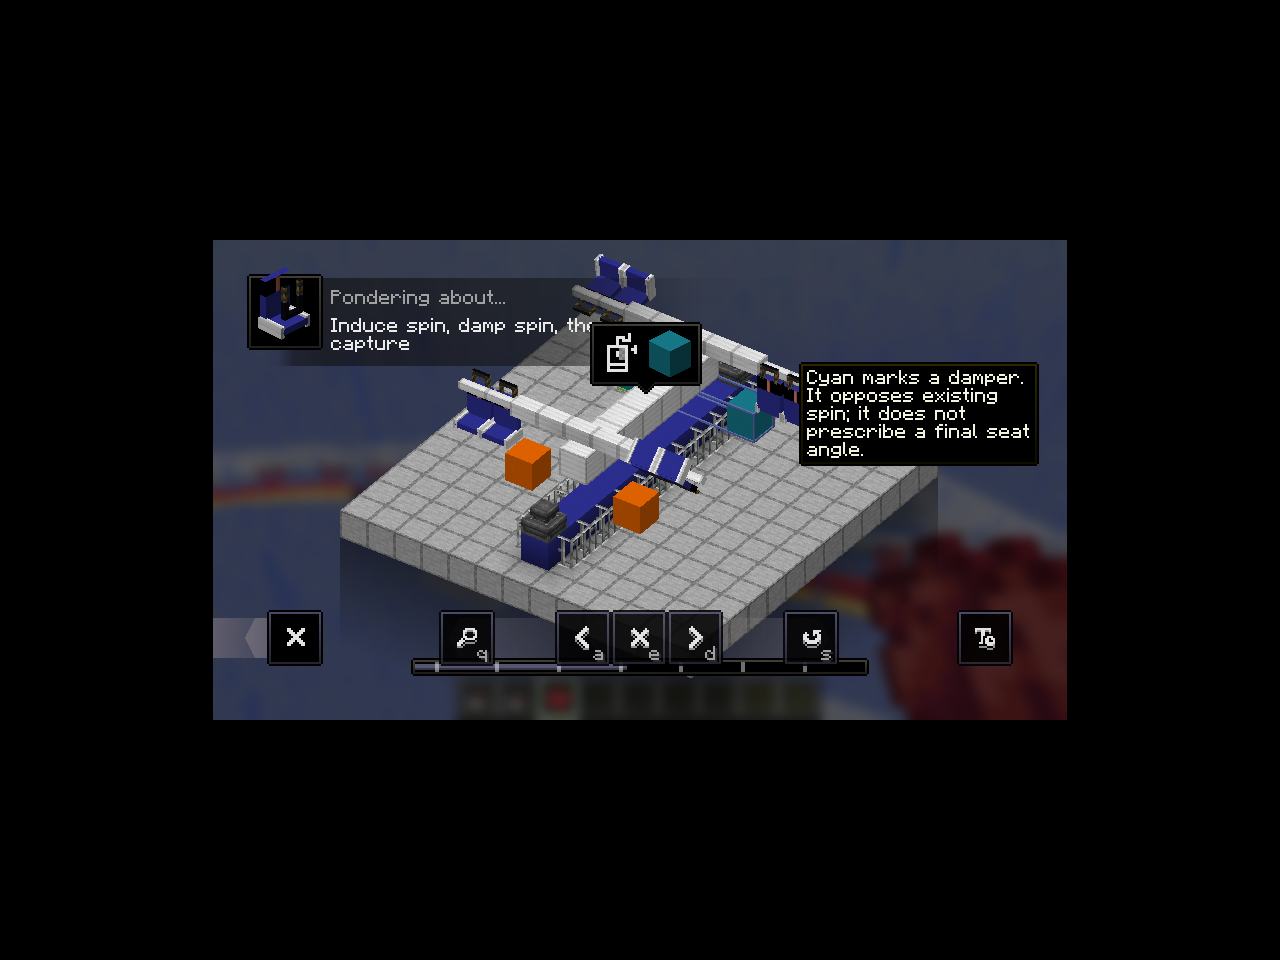 Pondering about...
Induce spin, damp spin, the
capture
Cyan marks a damper.
It opposes existing
spin; it does not
prescribe a final seat
angle.
q
a
e
d
s
T